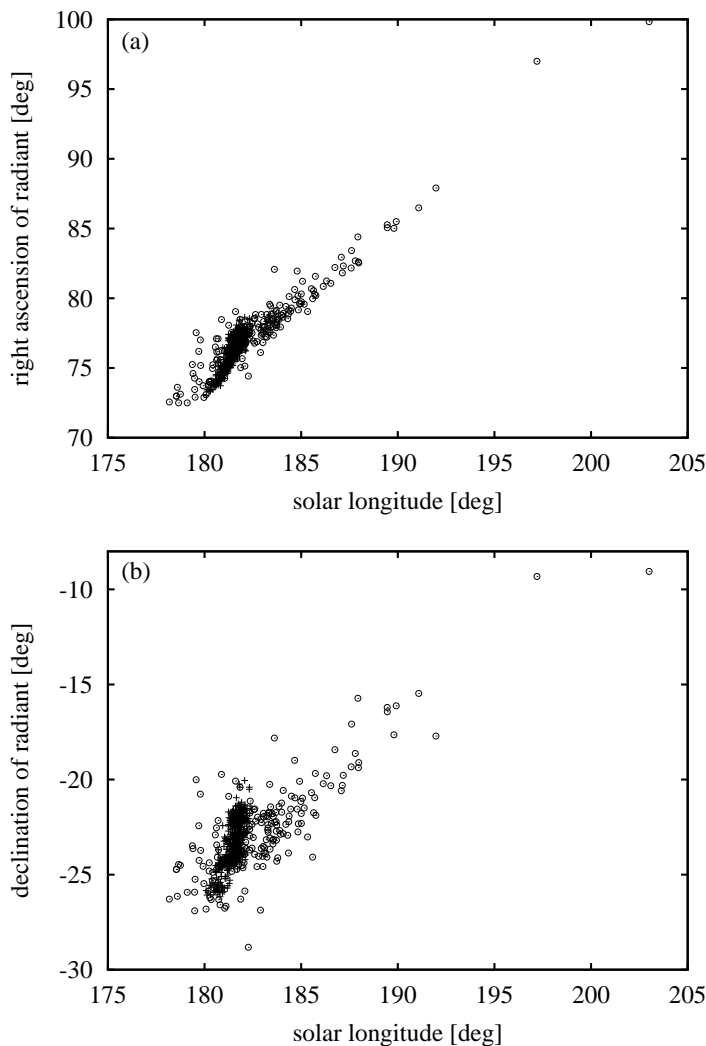 100
95
90
85
80
75
70
(a)
right ascension of radiant [deg]
175 180 185 190 195 200 205
solar longitude [deg]
-10
-15
-20
-25
-30
(b)
declination of radiant [deg]
175 180 185 190 195 200 205
solar longitude [deg]